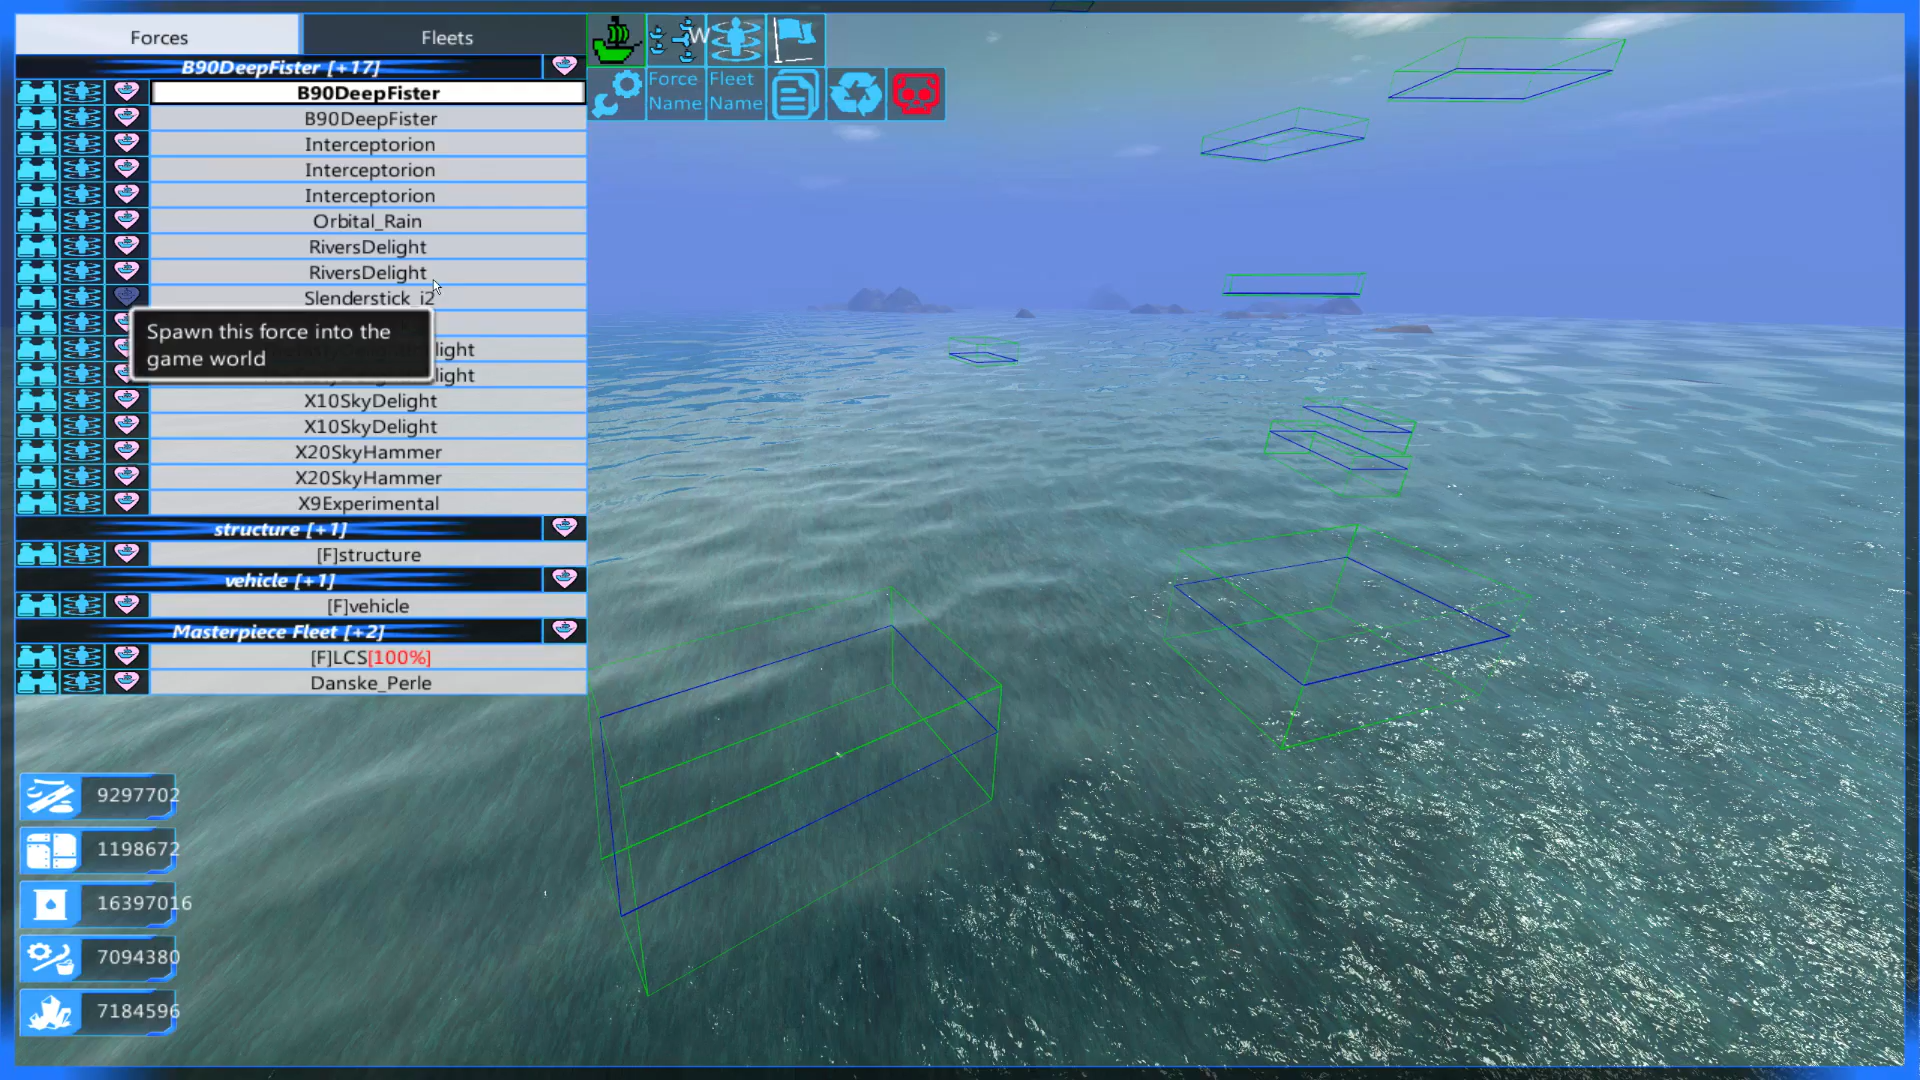 Forces
Fleets
W
B90DeepFister [+17]
Force Name
Fleet Name
B90DeepFister
B90DeepFister
Interceptorion
Interceptorion
Interceptorion
Orbital_Rain
RiversDelight
RiversDelight
Slenderstick_i2
Spawn this force into the
game world
light
light
X10SkyDelight
X10SkyDelight
X20SkyHammer
X20SkyHammer
X9Experimental
structure [+1]
[F]structure
vehicle [+1]
[F]vehicle
Masterpiece Fleet [+2]
[F]LCS[100%]
Danske_Perle
9297702
1198672
16397016
7094380
7184596